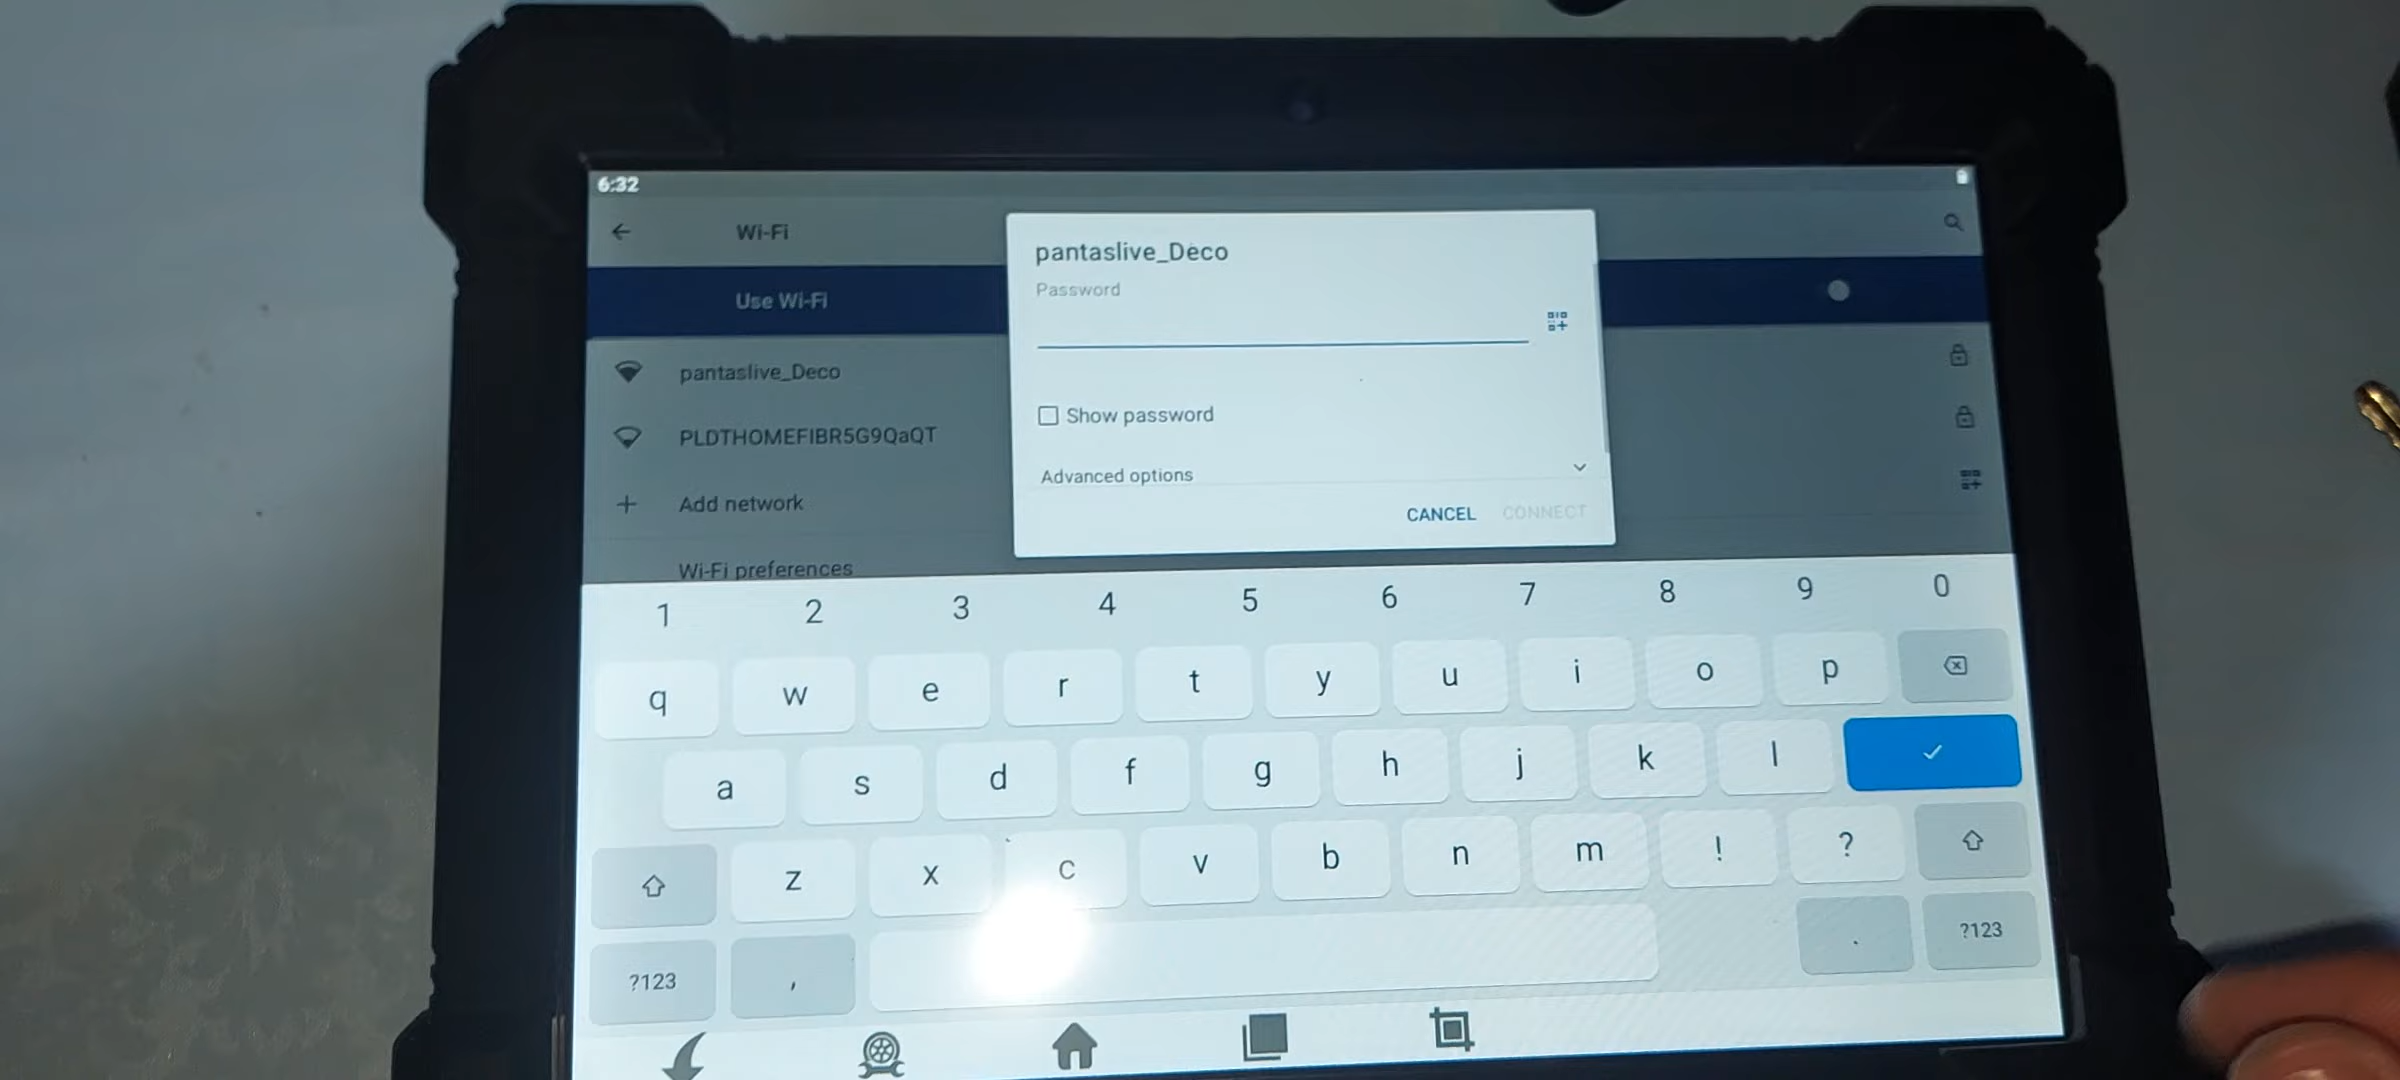 6:32
Wi-Fi
Use Wi-Fi
pantaslive_Deco
PLDTHOMEFIBR5G9QaQT
Add network
Wi-Fi preferences
pantaslive_Deco
Password
Show password
Advanced options
CANCEL CONNECT
1 2 3 4 5 6 7 8 9 0
q w e r t y u i o p
a s d f g h j k l
z x c v b n m ! ?
?123 , . ?123